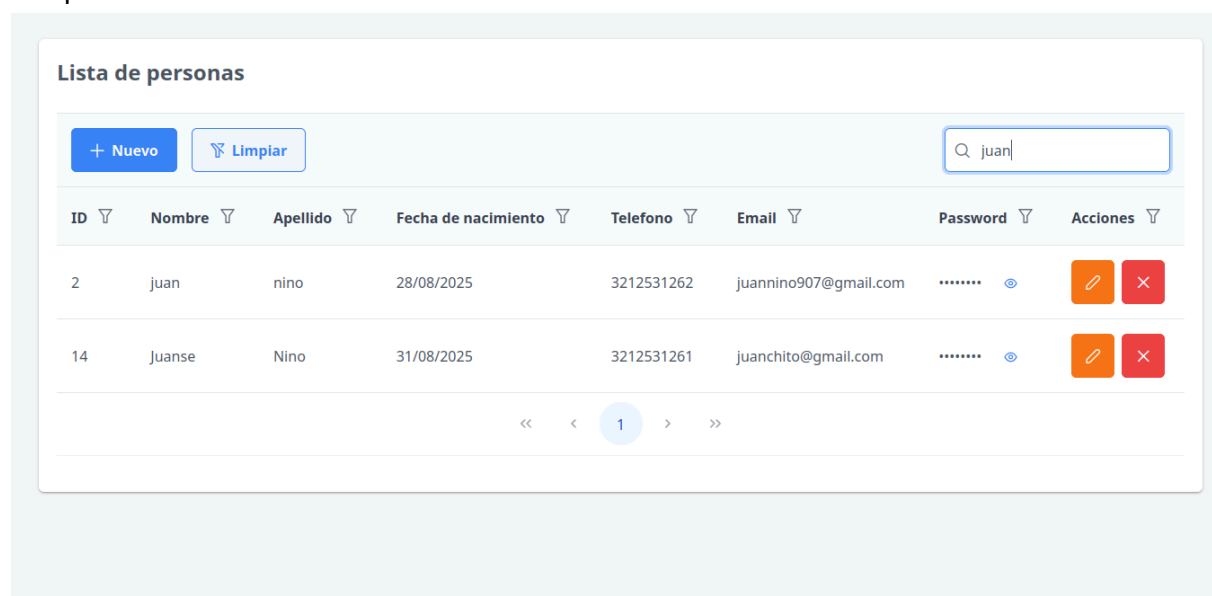 Lista de personas
+ Nuevo Limpiar juan
ID Nombre Apellido Fecha de nacimiento Telefono Email Password Acciones
2 juan nino 28/08/2025 3212531262 juannino907@gmail.com ••••••••
14 Juanse Nino 31/08/2025 3212531261 juanchito@gmail.com ••••••••
« ‹ 1 › »